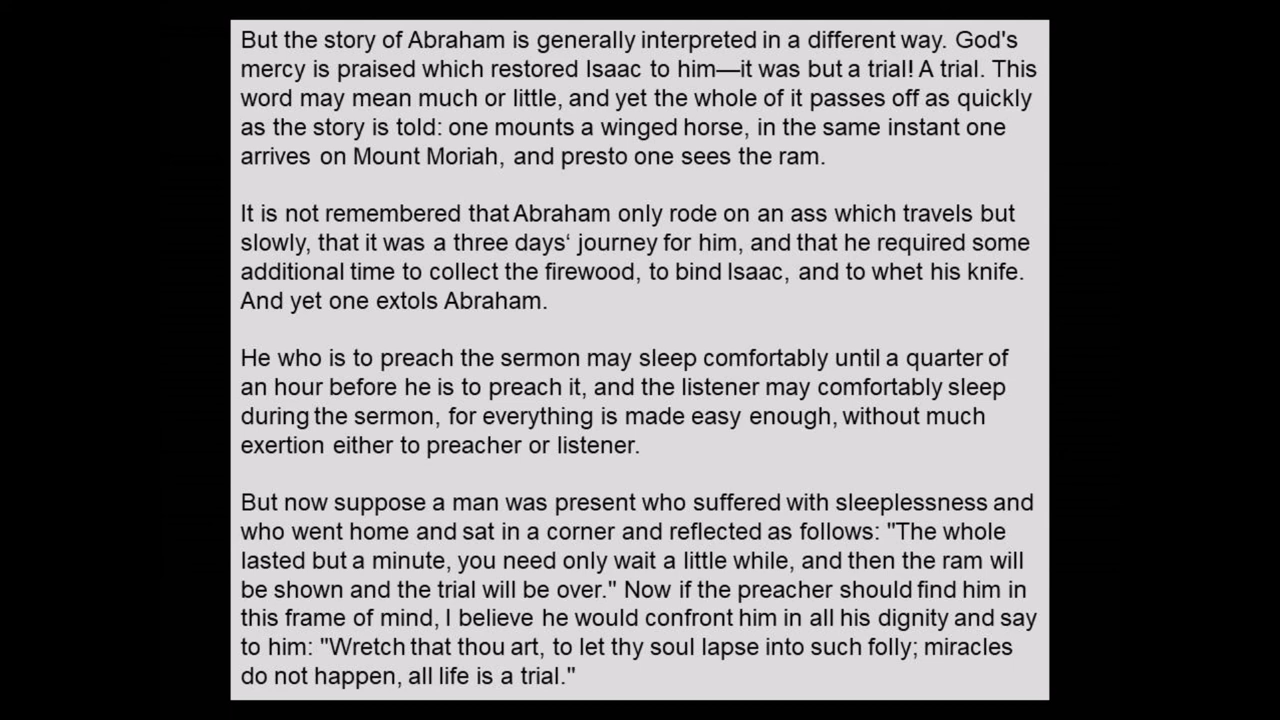 But the story of Abraham is generally interpreted in a different way. God's
mercy is praised which restored Isaac to him—it was but a trial! A trial. This
word may mean much or little, and yet the whole of it passes off as quickly
as the story is told: one mounts a winged horse, in the same instant one
arrives on Mount Moriah, and presto one sees the ram.
It is not remembered that Abraham only rode on an ass which travels but
slowly, that it was a three days‘ journey for him, and that he required some
additional time to collect the firewood, to bind Isaac, and to whet his knife.
And yet one extols Abraham.
He who is to preach the sermon may sleep comfortably until a quarter of
an hour before he is to preach it, and the listener may comfortably sleep
during the sermon, for everything is made easy enough, without much
exertion either to preacher or listener.
But now suppose a man was present who suffered with sleeplessness and
who went home and sat in a corner and reflected as follows: "The whole
lasted but a minute, you need only wait a little while, and then the ram will
be shown and the trial will be over." Now if the preacher should find him in
this frame of mind, I believe he would confront him in all his dignity and say
to him: "Wretch that thou art, to let thy soul lapse into such folly; miracles
do not happen, all life is a trial."